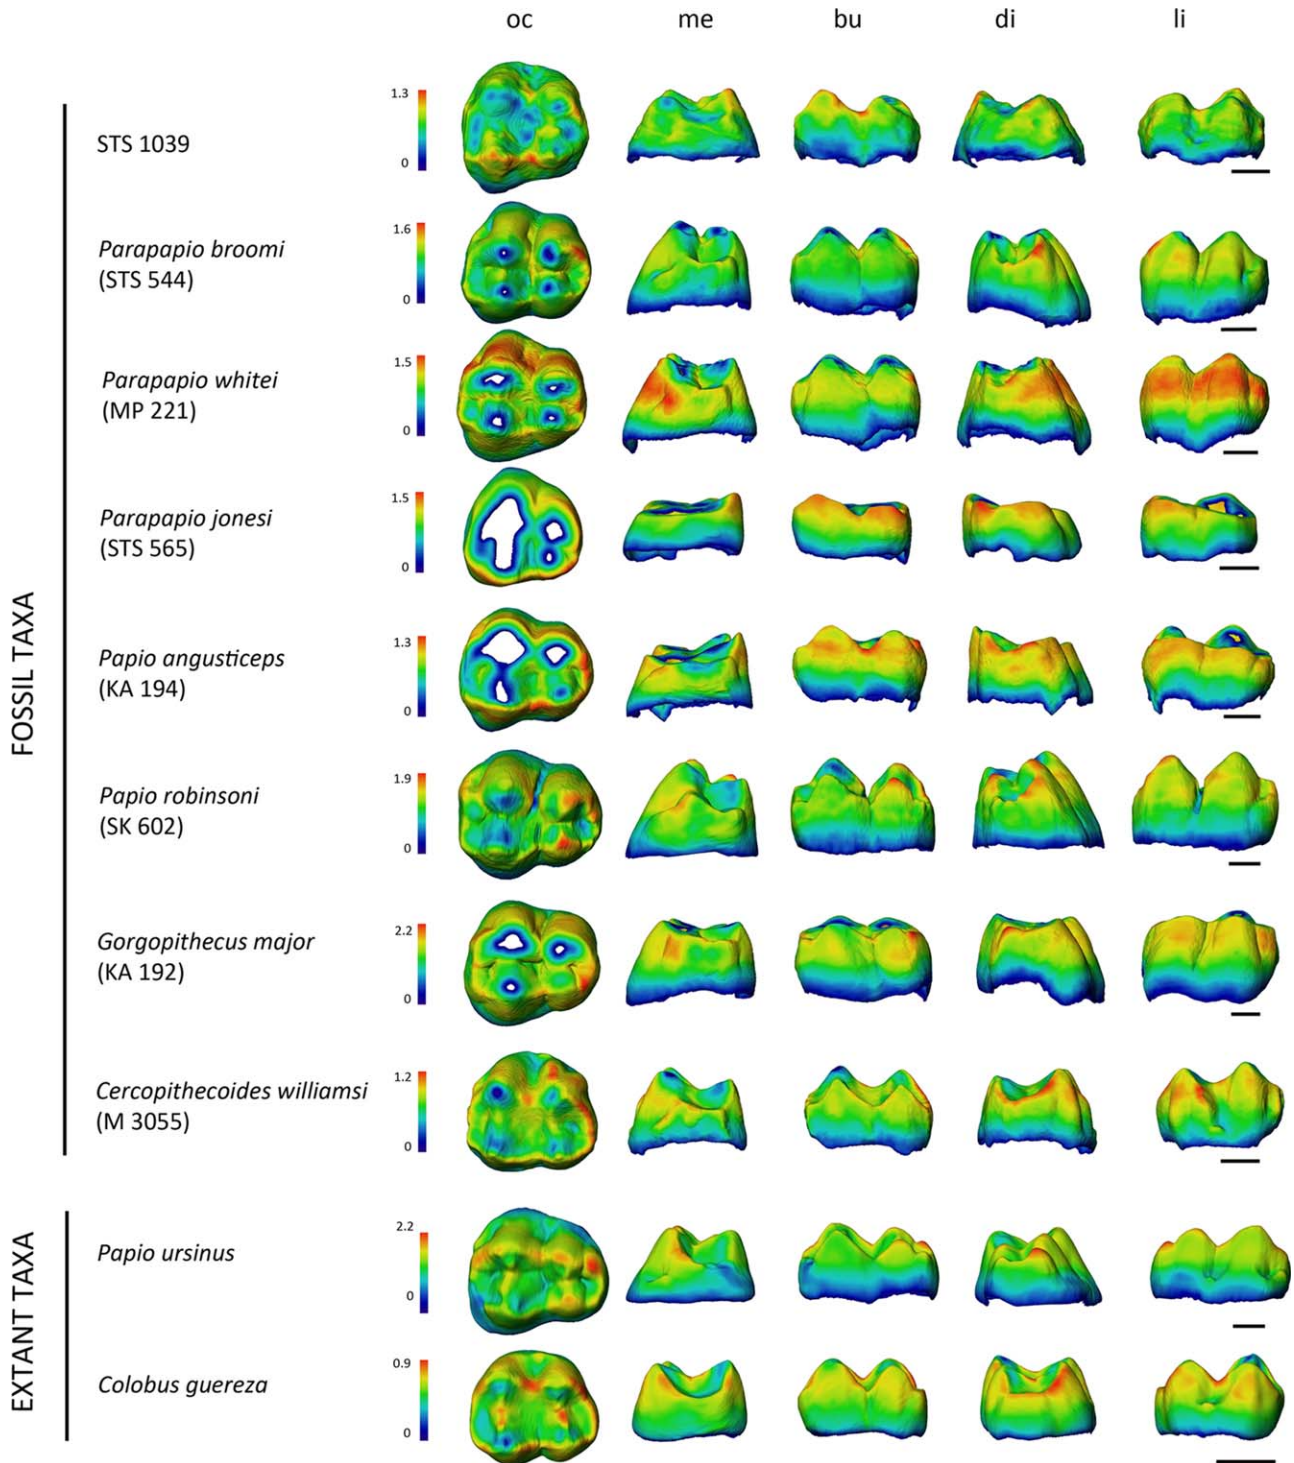 oc me bu di li
FOSSIL TAXA
STS 1039
1.3
0
Parapapio broomi
(STS 544)
1.6
0
Parapapio whitei
(MP 221)
1.5
0
Parapapio jonesi
(STS 565)
1.5
0
Papio angusticeps
(KA 194)
1.3
0
Papio robinsoni
(SK 602)
1.9
0
Gorgopithecus major
(KA 192)
2.2
0
Cercopithecoides williamsi
(M 3055)
1.2
0
EXTANT TAXA
Papio ursinus
2.2
0
Colobus guereza
0.9
0